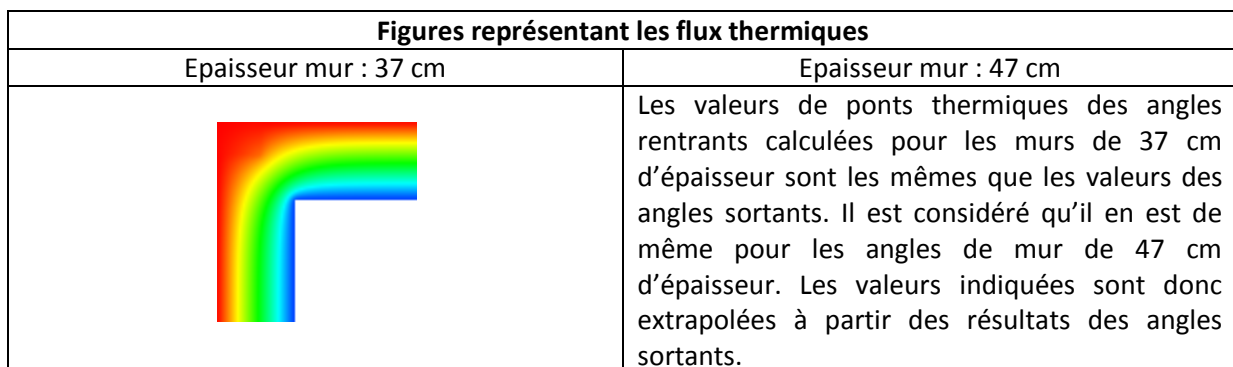 Figures représentant les flux thermiques
Epaisseur mur : 37 cm
Epaisseur mur : 47 cm
Les valeurs de ponts thermiques des angles
rentrants calculées pour les murs de 37 cm
d’épaisseur sont les mêmes que les valeurs des
angles sortants. Il est considéré qu’il en est de
même pour les angles de mur de 47 cm
d’épaisseur. Les valeurs indiquées sont donc
extrapolées à partir des résultats des angles
sortants.